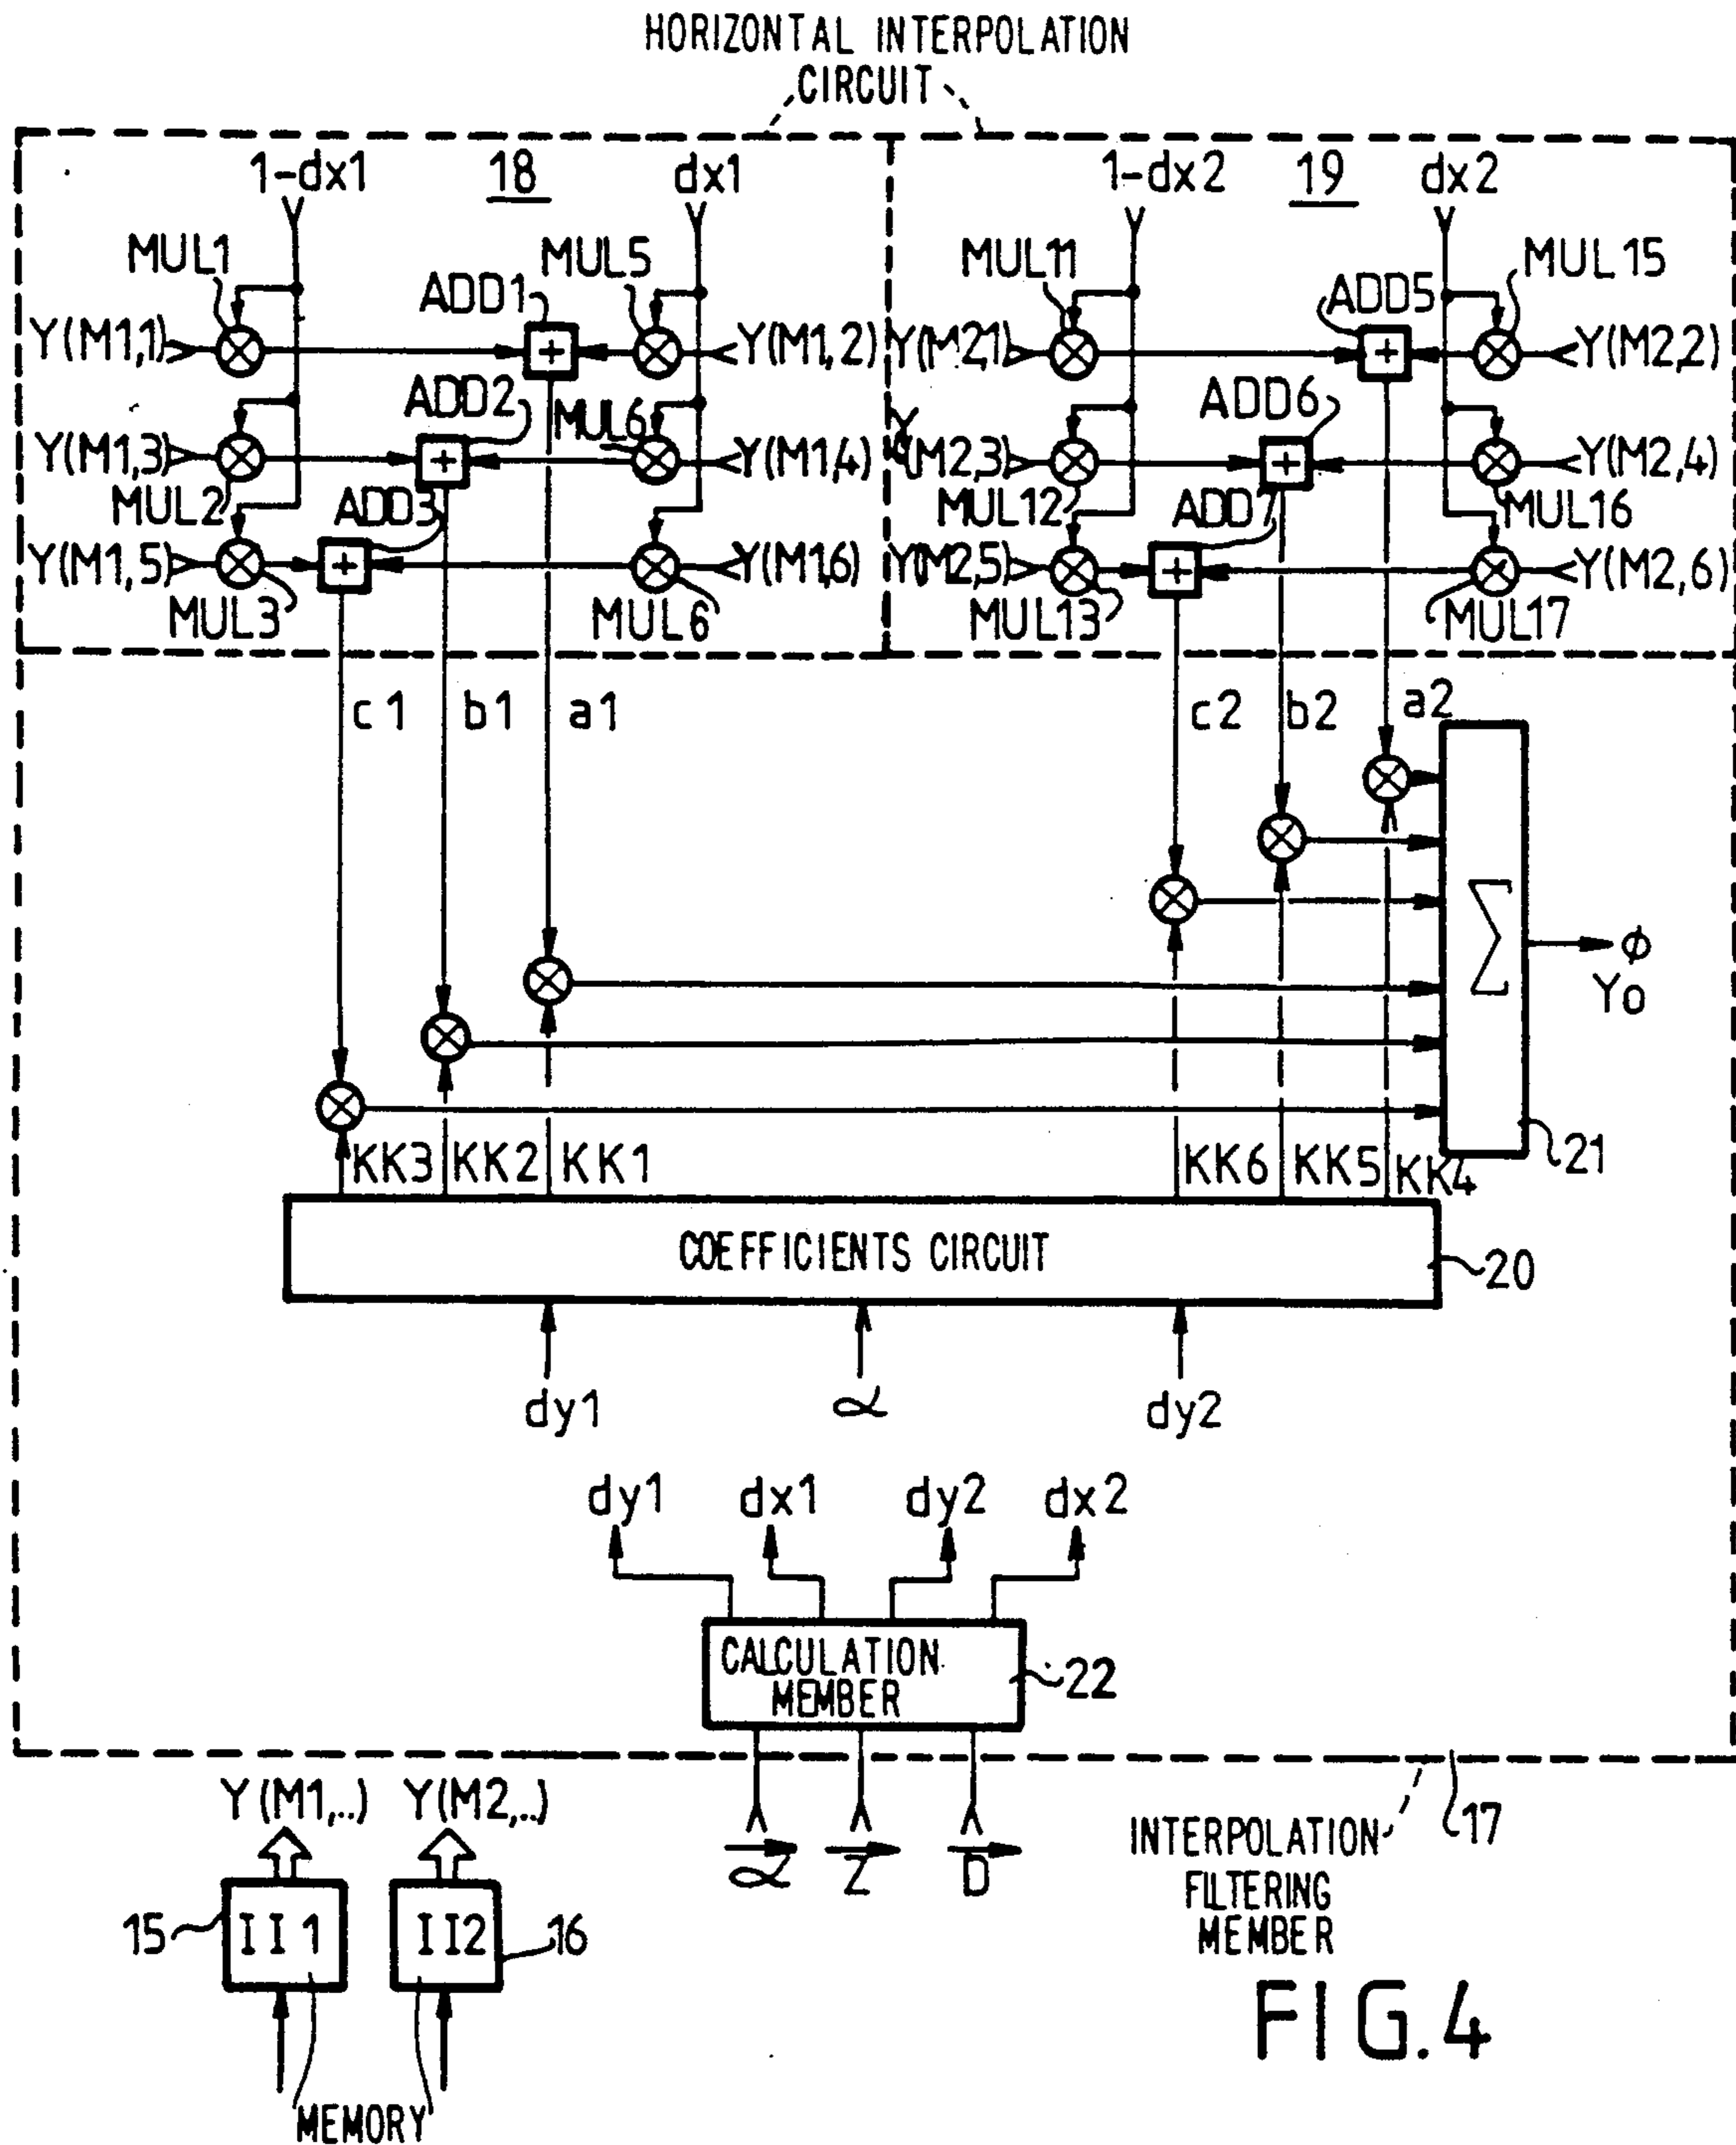 HORIZONTAL INTERPOLATION
CIRCUIT
1-dx1 18 dx1 1-dx2 19 dx2
MUL1 ADD1 MUL5 MUL11 ADD5 MUL15
Y(M1,1) + Y(M1,2) Y(M2,1) + Y(M2,2)
ADD2 MUL6 ADD6
Y(M1,3) + Y(M1,4) Y(M2,3) + Y(M2,4)
MUL2 ADD3 MUL12 ADD7 MUL16
Y(M1,5) + Y(M1,6) Y(M2,5) + Y(M2,6)
MUL3 MUL6 MUL13 MUL17
c1 b1 a1 c2 b2 a2
Σ
ϕ
Yo
KK3 KK2 KK1 KK6 KK5 KK4 21
COEFFICIENTS CIRCUIT 20
dy1 α dy2
dy1 dx1 dy2 dx2
CALCULATION
MEMBER 22
Y(M1,..) Y(M2,..)
α Z D
INTERPOLATION 17
FILTERING
MEMBER
15 II1 II2 16
FIG.4
MEMORY